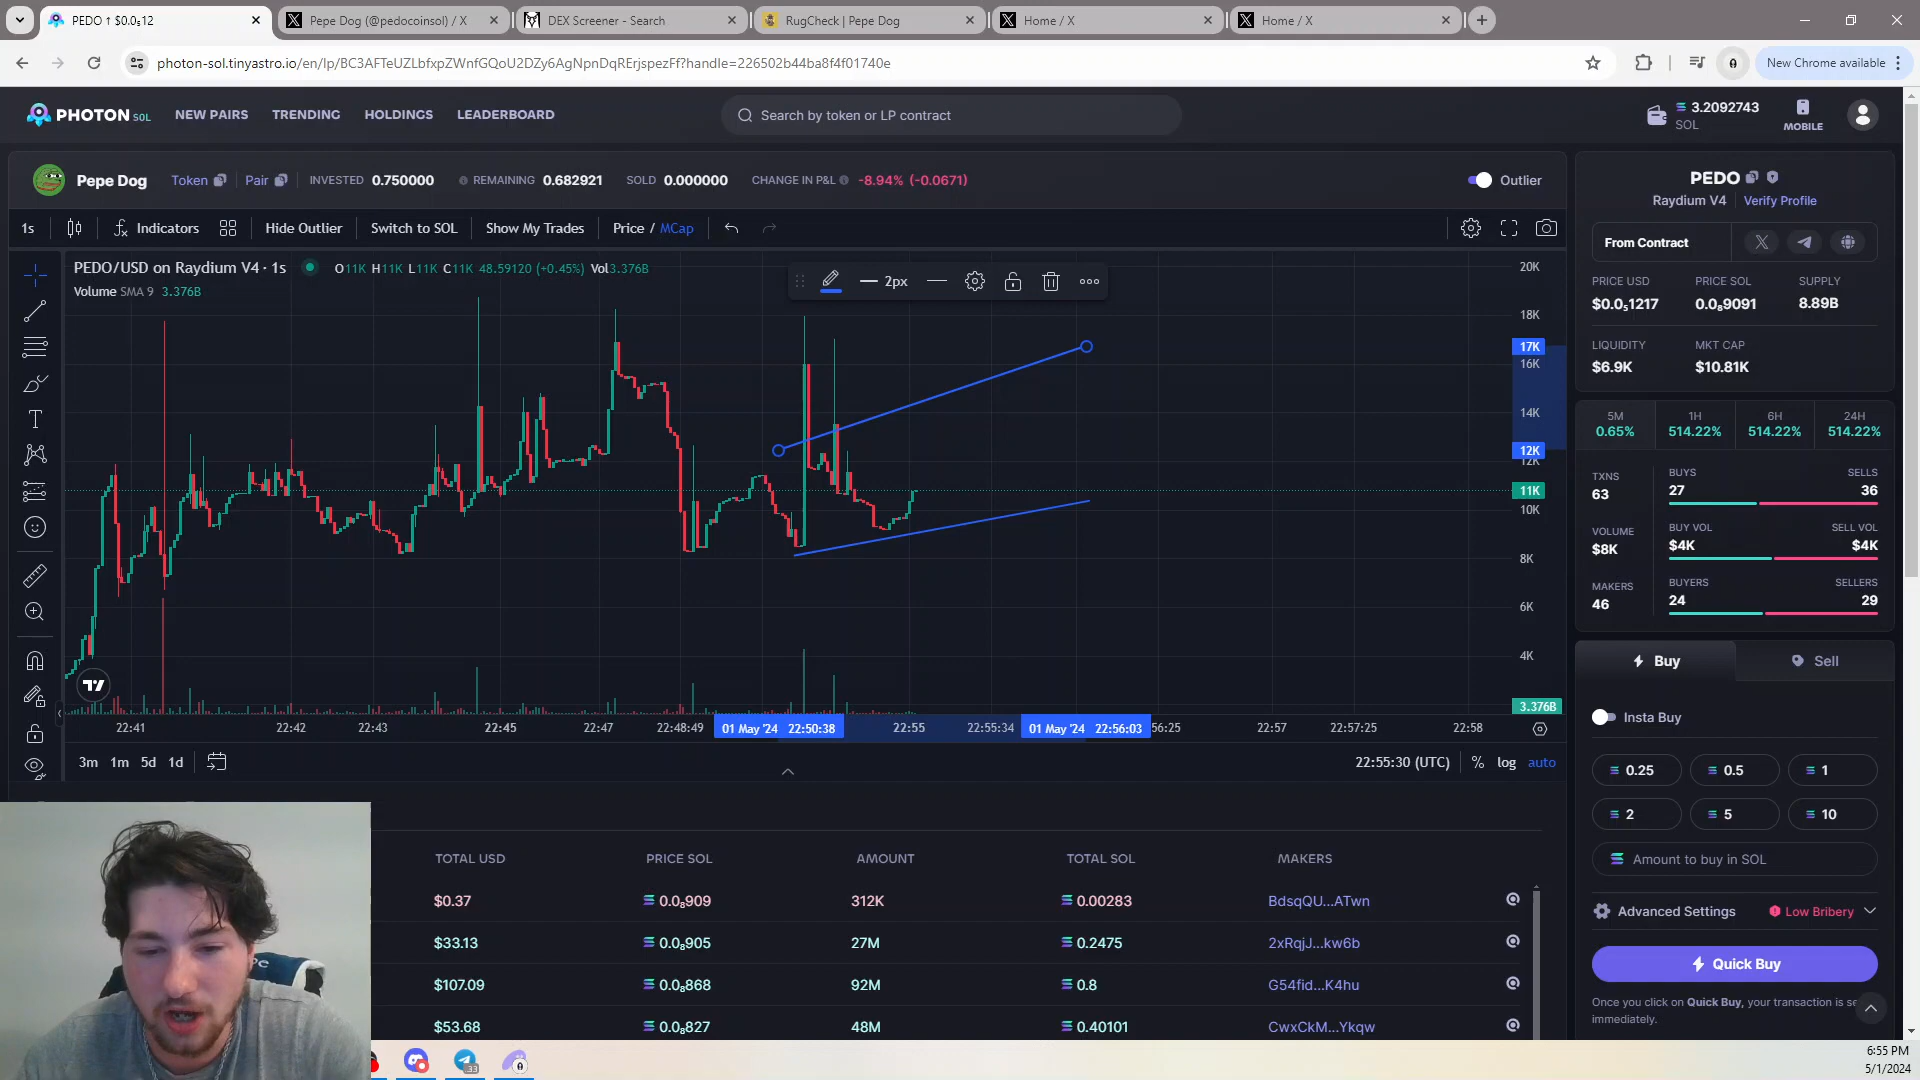 PEDO ↑ $0.0₅12
Pepe Dog (@pedocoinsol) / X
DEX Screener - Search
RugCheck | Pepe Dog
Home / X
Home / X
photon-sol.tinyastro.io/en/lp/BC3AFTeUZLbfxpZWnfGQoU2DZy6AgNpnDqRErjspezFf?handle=226502b44ba8f4f01740e
New Chrome available
PHOTON SOL
NEW PAIRS
TRENDING
HOLDINGS
LEADERBOARD
Search by token or LP contract
3.2092743
SOL
MOBILE
Pepe Dog
Token
Pair
INVESTED 0.750000
REMAINING 0.682921
SOLD 0.000000
CHANGE IN P&L -8.94% (-0.0671)
Outlier
1s
Indicators
Hide Outlier
Switch to SOL
Show My Trades
Price / MCap
PEDO/USD on Raydium V4 · 1s
O11K H11K L11K C11K 48.59120 (+0.45%) Vol3.376B
Volume SMA 9 3.376B
2px
20K
18K
17K
16K
14K
12K
12K
11K
10K
8K
6K
4K
3.376B
22:41
22:42
22:43
22:45
22:47
22:48:49
01 May '24 22:50:38
22:55
22:55:34
01 May '24 22:56:03
56:25
22:57
22:57:25
22:58
3m
1m
5d
1d
22:55:30 (UTC)
%
log
auto
TOTAL USD
PRICE SOL
AMOUNT
TOTAL SOL
MAKERS
$0.37 0.0₈909 312K 0.00283 BdsqQU...ATwn
$33.13 0.0₈905 27M 0.2475 2xRqjJ...kw6b
$107.09 0.0₈868 92M 0.8 G54fid...K4hu
$53.68 0.0₈827 48M 0.40101 CwxCkM...Ykqw
PEDO
Raydium V4
Verify Profile
From Contract
PRICE USD
PRICE SOL
SUPPLY
$0.0₅1217
0.0₈9091
8.89B
LIQUIDITY
MKT CAP
$6.9K
$10.81K
5M
1H
6H
24H
0.65%
514.22%
514.22%
514.22%
TXNS
63
BUYS
SELLS
27
36
VOLUME
$8K
BUY VOL
SELL VOL
$4K
$4K
MAKERS
46
BUYERS
SELLERS
24
29
Buy
Sell
Insta Buy
0.25
0.5
1
2
5
10
Amount to buy in SOL
Advanced Settings
Low Bribery
Quick Buy
Once you click on Quick Buy, your transaction is se
immediately.
33
6:55 PM
5/1/2024